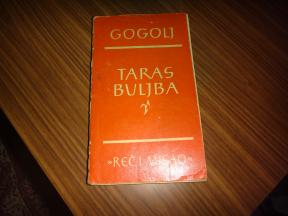 GOGOLJ
TARAS
BULJBA
»REČ I MISAO«